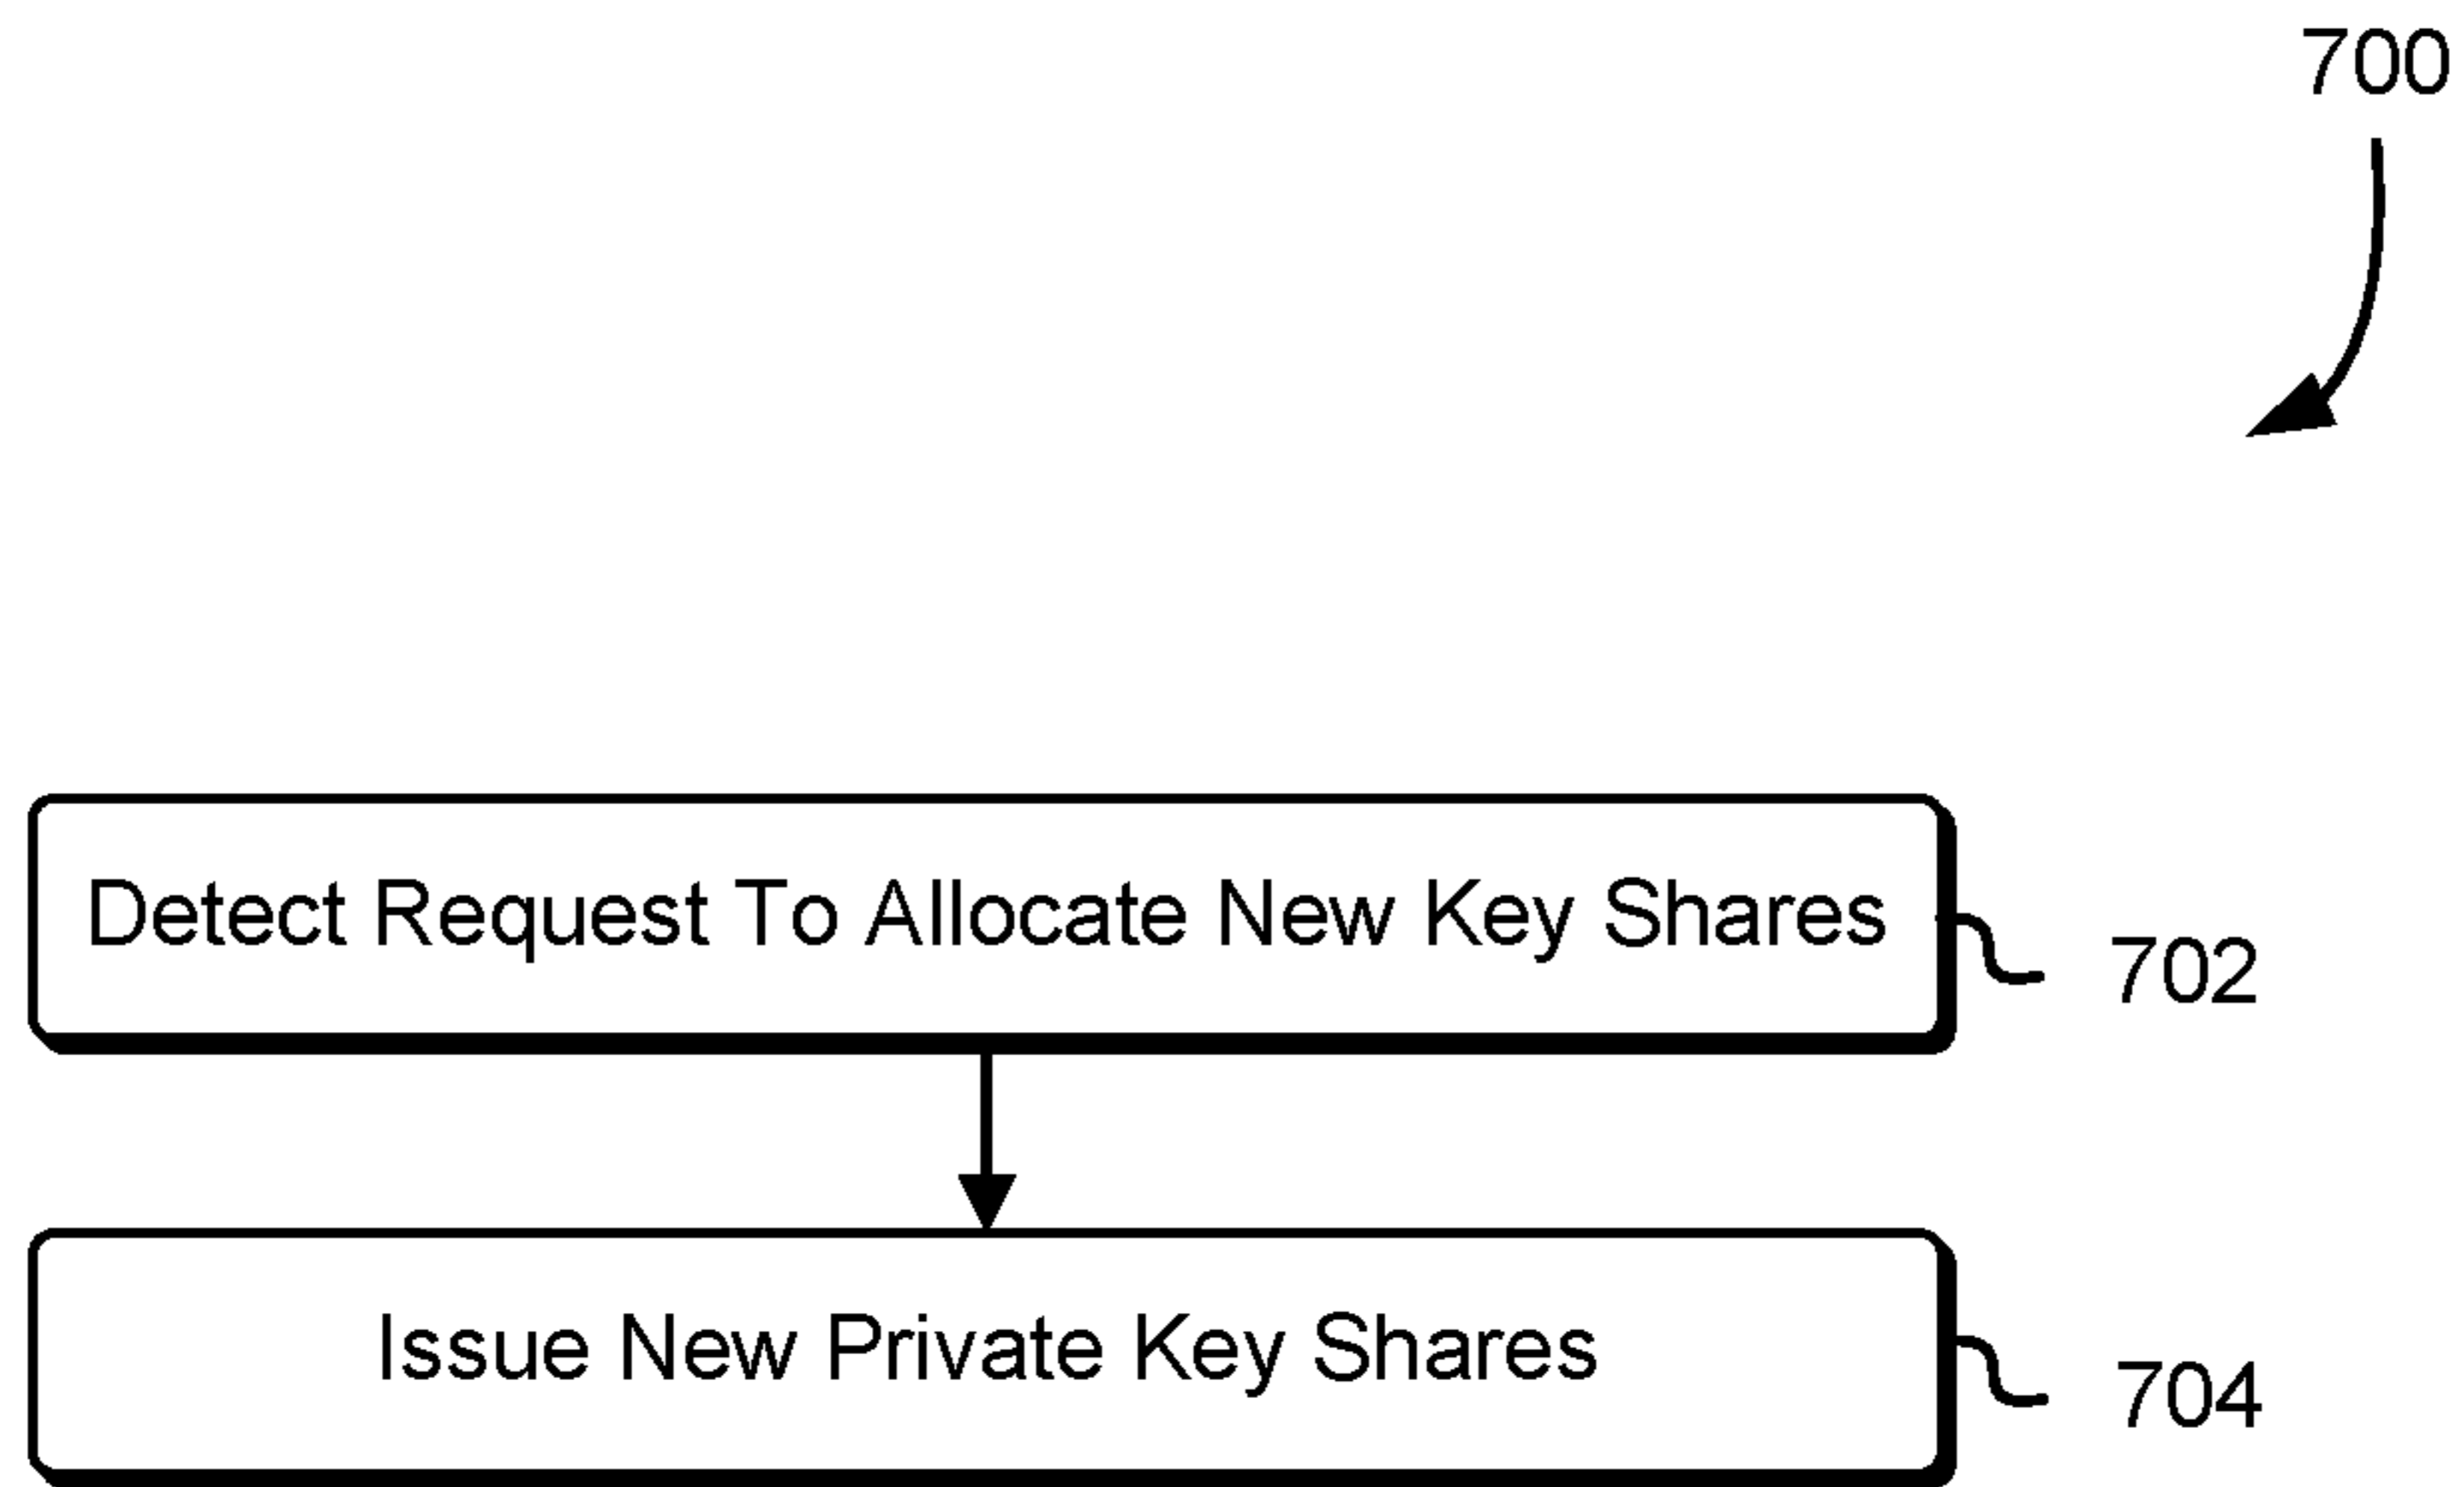 700
Detect Request To Allocate New Key Shares
702
Issue New Private Key Shares
704